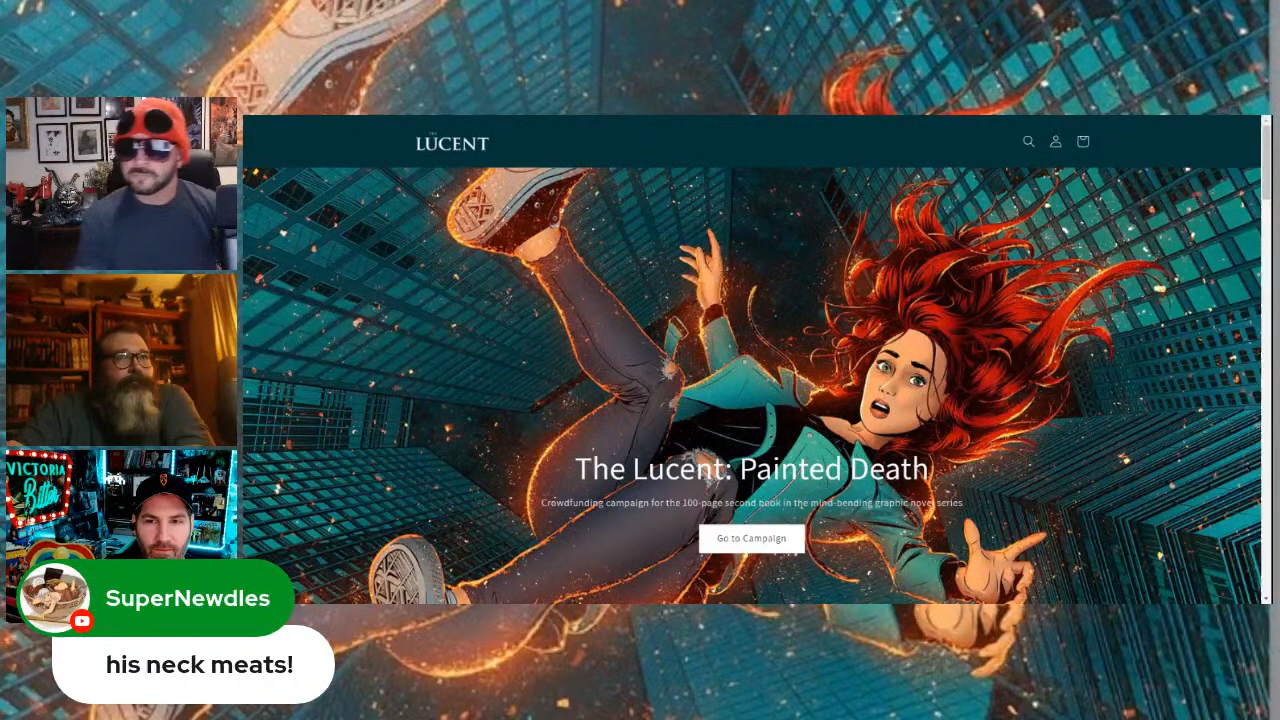 THE
LUCENT
The Lucent: Painted Death
Crowdfunding campaign for the 100-page second book in the mind-bending graphic novel series
Go to Campaign
VICTORIA
Bitter
SuperNewdles
his neck meats!